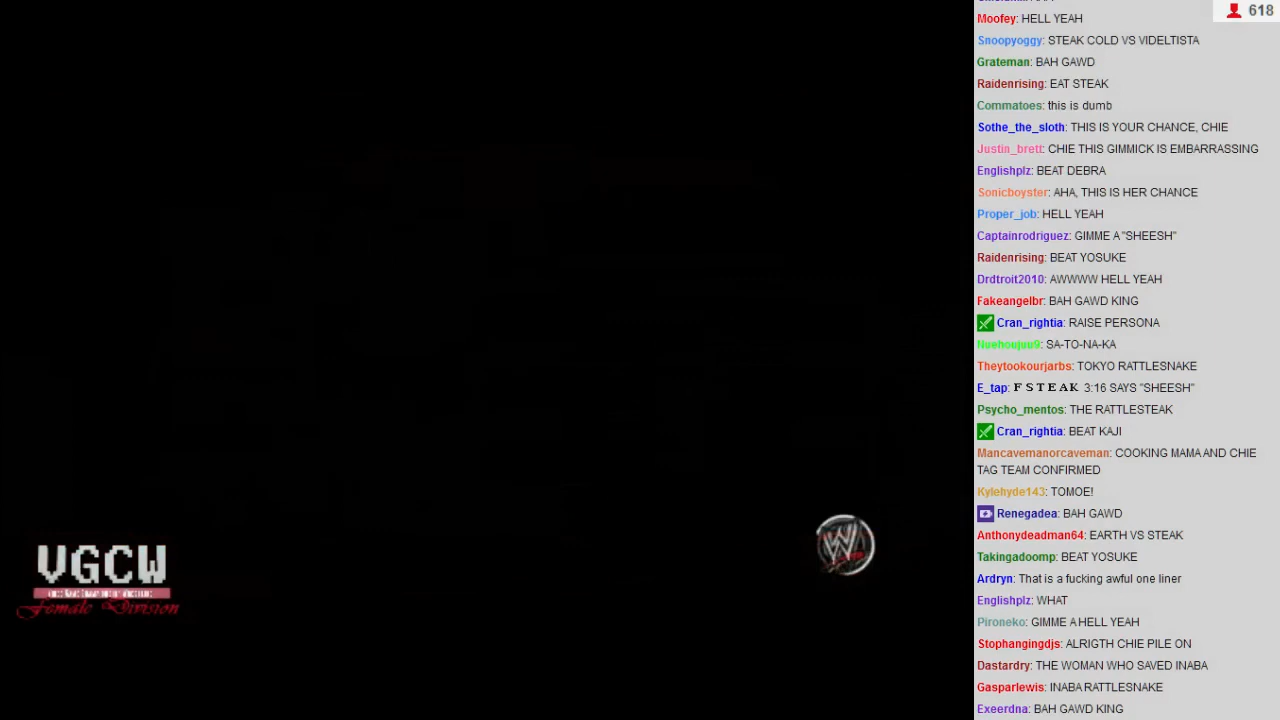 618
Moofey: HELL YEAH
Snoopyoggy: STEAK COLD VS VIDELTISTA
Grateman: BAH GAWD
Raidenrising: EAT STEAK
Commatoes: this is dumb
Sothe_the_sloth: THIS IS YOUR CHANCE, CHIE
Justin_brett: CHIE THIS GIMMICK IS EMBARRASSING
Englishplz: BEAT DEBRA
Sonicboyster: AHA, THIS IS HER CHANCE
Proper_job: HELL YEAH
Captainrodriguez: GIMME A "SHEESH"
Raidenrising: BEAT YOSUKE
Drdtroit2010: AWWWW HELL YEAH
Fakeangelbr: BAH GAWD KING
Cran_rightia: RAISE PERSONA
Nuehoujuu9: SA-TO-NA-KA
Theytookourjarbs: TOKYO RATTLESNAKE
E_tap: F S T E A K 3:16 SAYS "SHEESH"
Psycho_mentos: THE RATTLESTEAK
Cran_rightia: BEAT KAJI
Mancavemanorcaveman: COOKING MAMA AND CHIE
TAG TEAM CONFIRMED
Kylehyde143: TOMOE!
Renegadea: BAH GAWD
Anthonydeadman64: EARTH VS STEAK
Takingadoomp: BEAT YOSUKE
Ardryn: That is a fucking awful one liner
Englishplz: WHAT
Pironeko: GIMME A HELL YEAH
Stophangingdjs: ALRIGTH CHIE PILE ON
Dastardry: THE WOMAN WHO SAVED INABA
Gasparlewis: INABA RATTLESNAKE
Exeerdna: BAH GAWD KING
VGCW
Female Division